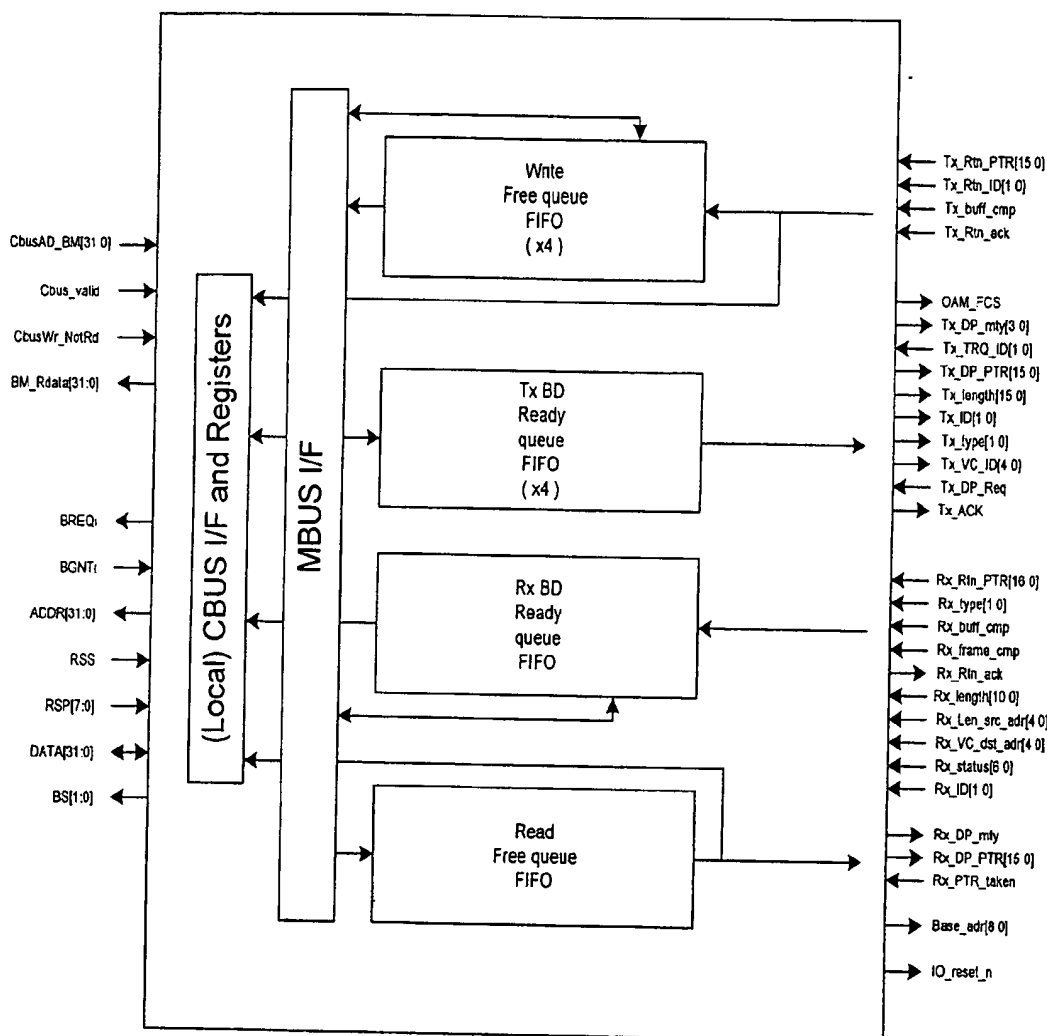 CbusAD_BM[31 0]
Cbus_valid
CbusWr_NotRd
BM_Rdata[31:0]
BREQt
BGNTt
ADDR[31:0]
RSS
RSP[7:0]
DATA[31:0]
BS[1:0]
(Local) CBUS I/F and Registers
MBUS I/F
Write
Free queue
FIFO
( x4 )
Tx BD
Ready
queue
FIFO
( x4 )
Rx BD
Ready
queue
FIFO
Read
Free queue
FIFO
Tx_Rtn_PTR[15 0]
Tx_Rtn_ID[1 0]
Tx_buff_cmp
Tx_Rtn_ack
OAM_FCS
Tx_DP_mty[3 0]
Tx_TRQ_ID[1 0]
Tx_DP_PTR[15 0]
Tx_length[15 0]
Tx_ID[1 0]
Tx_type[1 0]
Tx_VC_ID[4 0]
Tx_DP_Req
Tx_ACK
Rx_Rtn_PTR[16 0]
Rx_type[1 0]
Rx_buff_cmp
Rx_frame_cmp
Rx_Rtn_ack
Rx_length[10 0]
Rx_Len_src_adr[4 0]
Rx_VC_dst_adr[4 0]
Rx_status[6 0]
Rx_ID[1 0]
Rx_DP_mty
Rx_DP_PTR[15 0]
Rx_PTR_taken
Base_adr[8 0]
IO_reset_n